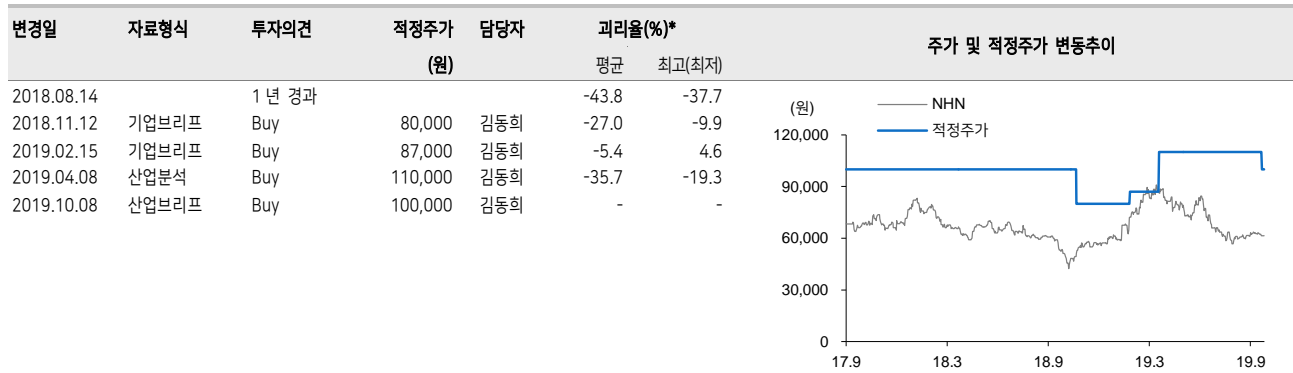 변경일 자료형식 투자의견 적정주가 담당자 괴리율(%)*
(원) 평균 최고(최저)
2018.08.14 1년 경과 -43.8 -37.7
2018.11.12 기업브리프 Buy 80,000 김동희 -27.0 -9.9
2019.02.15 기업브리프 Buy 87,000 김동희 -5.4 4.6
2019.04.08 산업분석 Buy 110,000 김동희 -35.7 -19.3
2019.10.08 산업브리프 Buy 100,000 김동희 - -
주가 및 적정주가 변동추이
(원)
NHN
적정주가
120,000
90,000
60,000
30,000
0
17.9 18.3 18.9 19.3 19.9